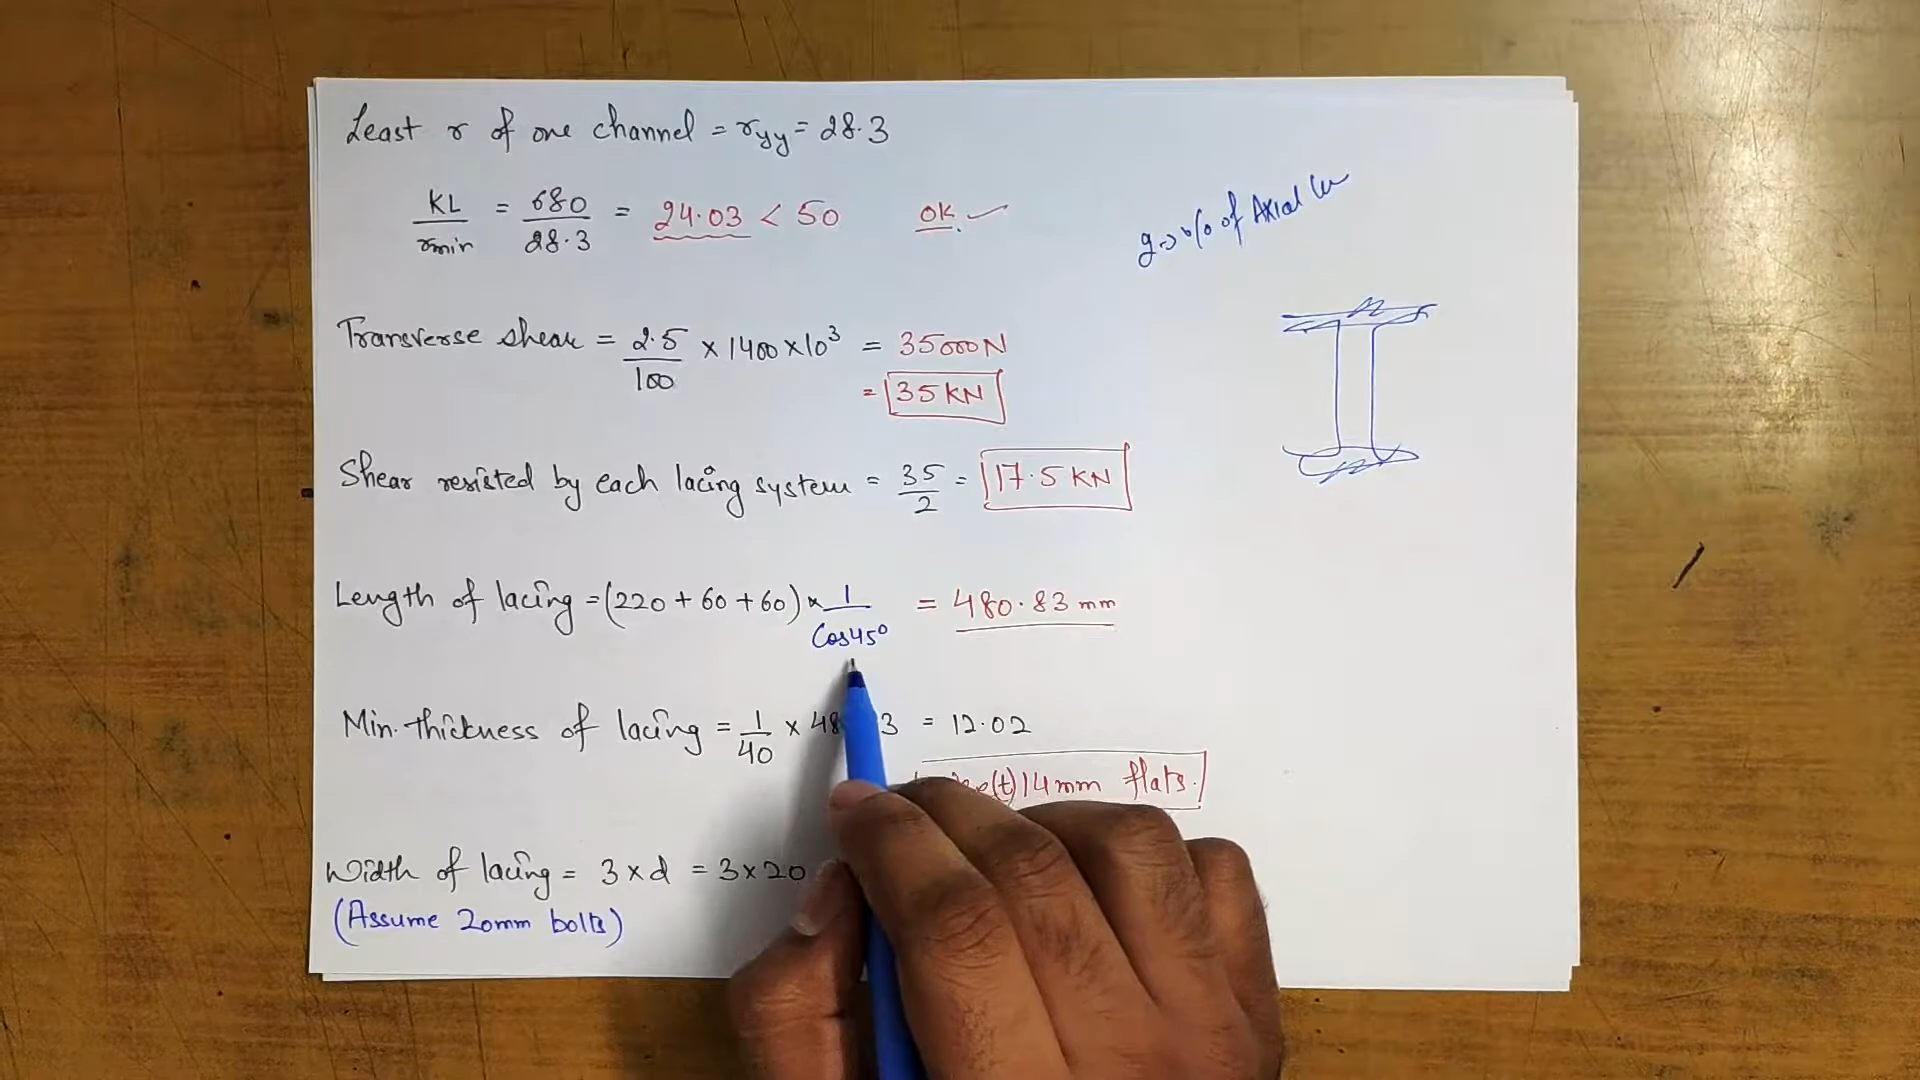 Least r of one channel = ryy = 28.3
KL/rmin = 680/28.3 = 24.03 < 50 OK.
of Axial
Transverse shear = 2.5/100 × 1400 × 10³ = 35000N
= 35 KN
Shear resisted by each lacing system = 35/2 = 17.5 KN
Length of lacing = (220 + 60 + 60) × 1/Cos45° = 480.83 mm
Min. thickness of lacing = 1/40 × 48 3 = 12.02
(t) 14mm flats.
Width of lacing = 3 × d = 3 × 20
(Assume 20mm bolts)